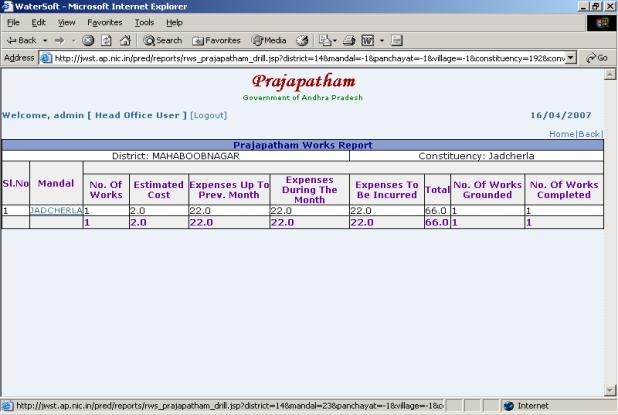 WaterSoft - Microsoft Internet Explorer
File Edit View Favorites Tools Help
Back Search Favorites Media
Address http://jwst.ap.nic.in/pred/reports/rws_prajapatham_drill.jsp?district=14&mandal=-1&panchayat=-1&village=-1&constituency=192&conv Go
Prajapatham
Government of Andhra Pradesh
Welcome, admin [ Head Office User ] [Logout] 16/04/2007
Home|Back|
Prajapatham Works Report
District: MAHABOOBNAGAR Constituency: Jadcherla
Sl.No Mandal No. Of Works Estimated Cost Expenses Up To Prev. Month Expenses During The Month Expenses To Be Incurred Total No. Of Works Grounded No. Of Works Completed
1 JADCHERLA 1 2.0 22.0 22.0 22.0 66.0 1 1
1 2.0 22.0 22.0 22.0 66.0 1 1
http://jwst.ap.nic.in/pred/reports/rws_prajapatham_drill.jsp?district=14&mandal=23&panchayat=-1&village=-1&co Internet